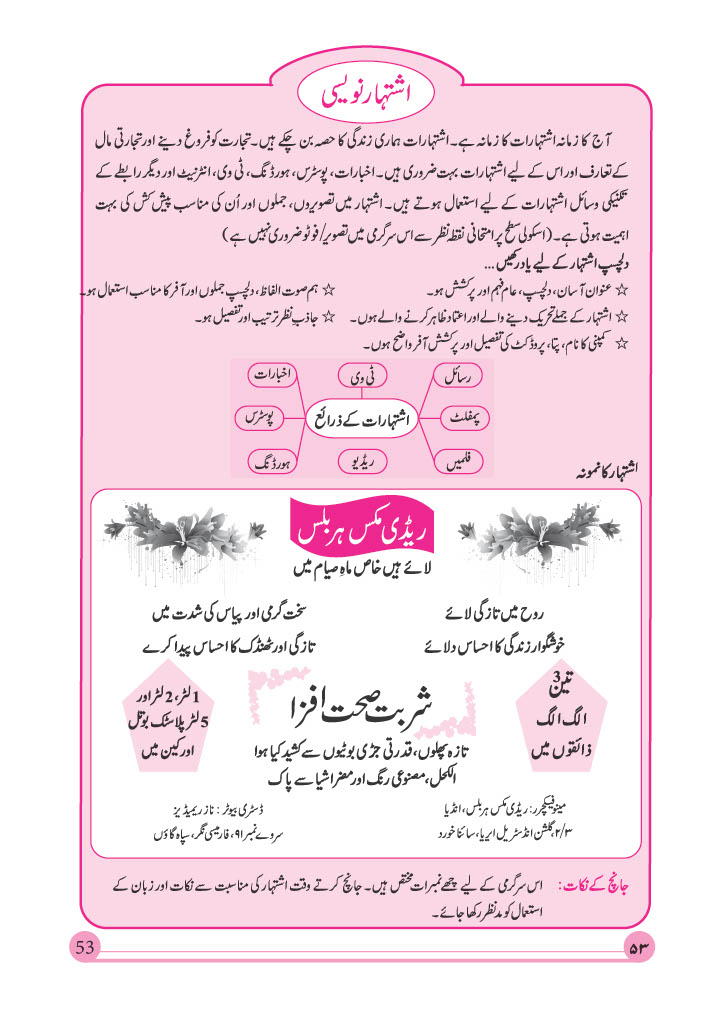 اشتہار نویسی
آج کا زمانہ اشتہارات کا زمانہ ہے۔ اشتہارات ہماری زندگی کا حصہ بن چکے ہیں۔ تجارت کو فروغ دینے اور تجارتی مال
کے تعارف اور اس کے لیے اشتہارات بہت ضروری ہیں۔ اخبارات، پوسٹرس، ہورڈنگ، ٹی وی، انٹرنیٹ اور دیگر رابطے کے
تکنیکی وسائل اشتہارات کے لیے استعمال ہوتے ہیں۔ اشتہار میں تصویروں، جملوں اور اُن کی مناسب پیش کش کی بہت
اہمیت ہوتی ہے۔ (اسکولی سطح پر امتحانی نقطۂ نظر سے اس سرگرمی میں تصویر/فوٹو ضروری نہیں ہے)
دلچسپ اشتہار کے لیے یاد رکھیں...
☆ عنوان آسان، دلچسپ، عام فہم اور پرکشش ہو۔ ☆ ہم صوت الفاظ، دلچسپ جملوں اور آفر کا مناسب استعمال ہو۔
☆ اشتہار کے جملے تحریک دینے والے اور اعتماد ظاہر کرنے والے ہوں۔ ☆ جاذبِ نظر ترتیب اور تفصیل ہو۔
☆ کمپنی کا نام، پتا، پروڈکٹ کی تفصیل اور پرکشش آفر واضح ہوں۔
رسائل ٹی وی اخبارات
پمفلٹ اشتہارات کے ذرائع پوسٹرس
فلمیں ریڈیو ہورڈنگ
اشتہار کا نمونہ
ریڈی مکس ہربلس
لائے ہیں خاص ماہِ صیام میں
روح میں تازگی لائے سخت گرمی اور پیاس کی شدت میں
خوشگوار زندگی کا احساس دلائے تازگی اور ٹھنڈک کا احساس پیدا کرے
تین 3
الگ الگ
ذائقوں میں
شربت صحت افزا
1 لٹر، 2 لٹر اور
5 لٹر پلاسٹک بوتل
اور کین میں
تازہ پھلوں، قدرتی جڑی بوٹیوں سے کشید کیا ہوا
الکحل، مصنوعی رنگ اور مضر اشیا سے پاک
مینوفیکچرر: ریڈی مکس ہربلس، انڈیا ڈسٹری بیوٹر: ناز ریمیڈیز
۲/۳، گلشن انڈسٹریل ایریا، سائنا خورد سروے نمبر ۹۱، فارمیسی نگر، سپاہ گاؤں
جانچ کے نکات: اس سرگرمی کے لیے چھے نمبرات مختص ہیں۔ جانچ کرتے وقت اشتہار کی مناسبت سے نکات اور زبان کے
استعمال کو مدنظر رکھا جائے۔
53 ۵۳